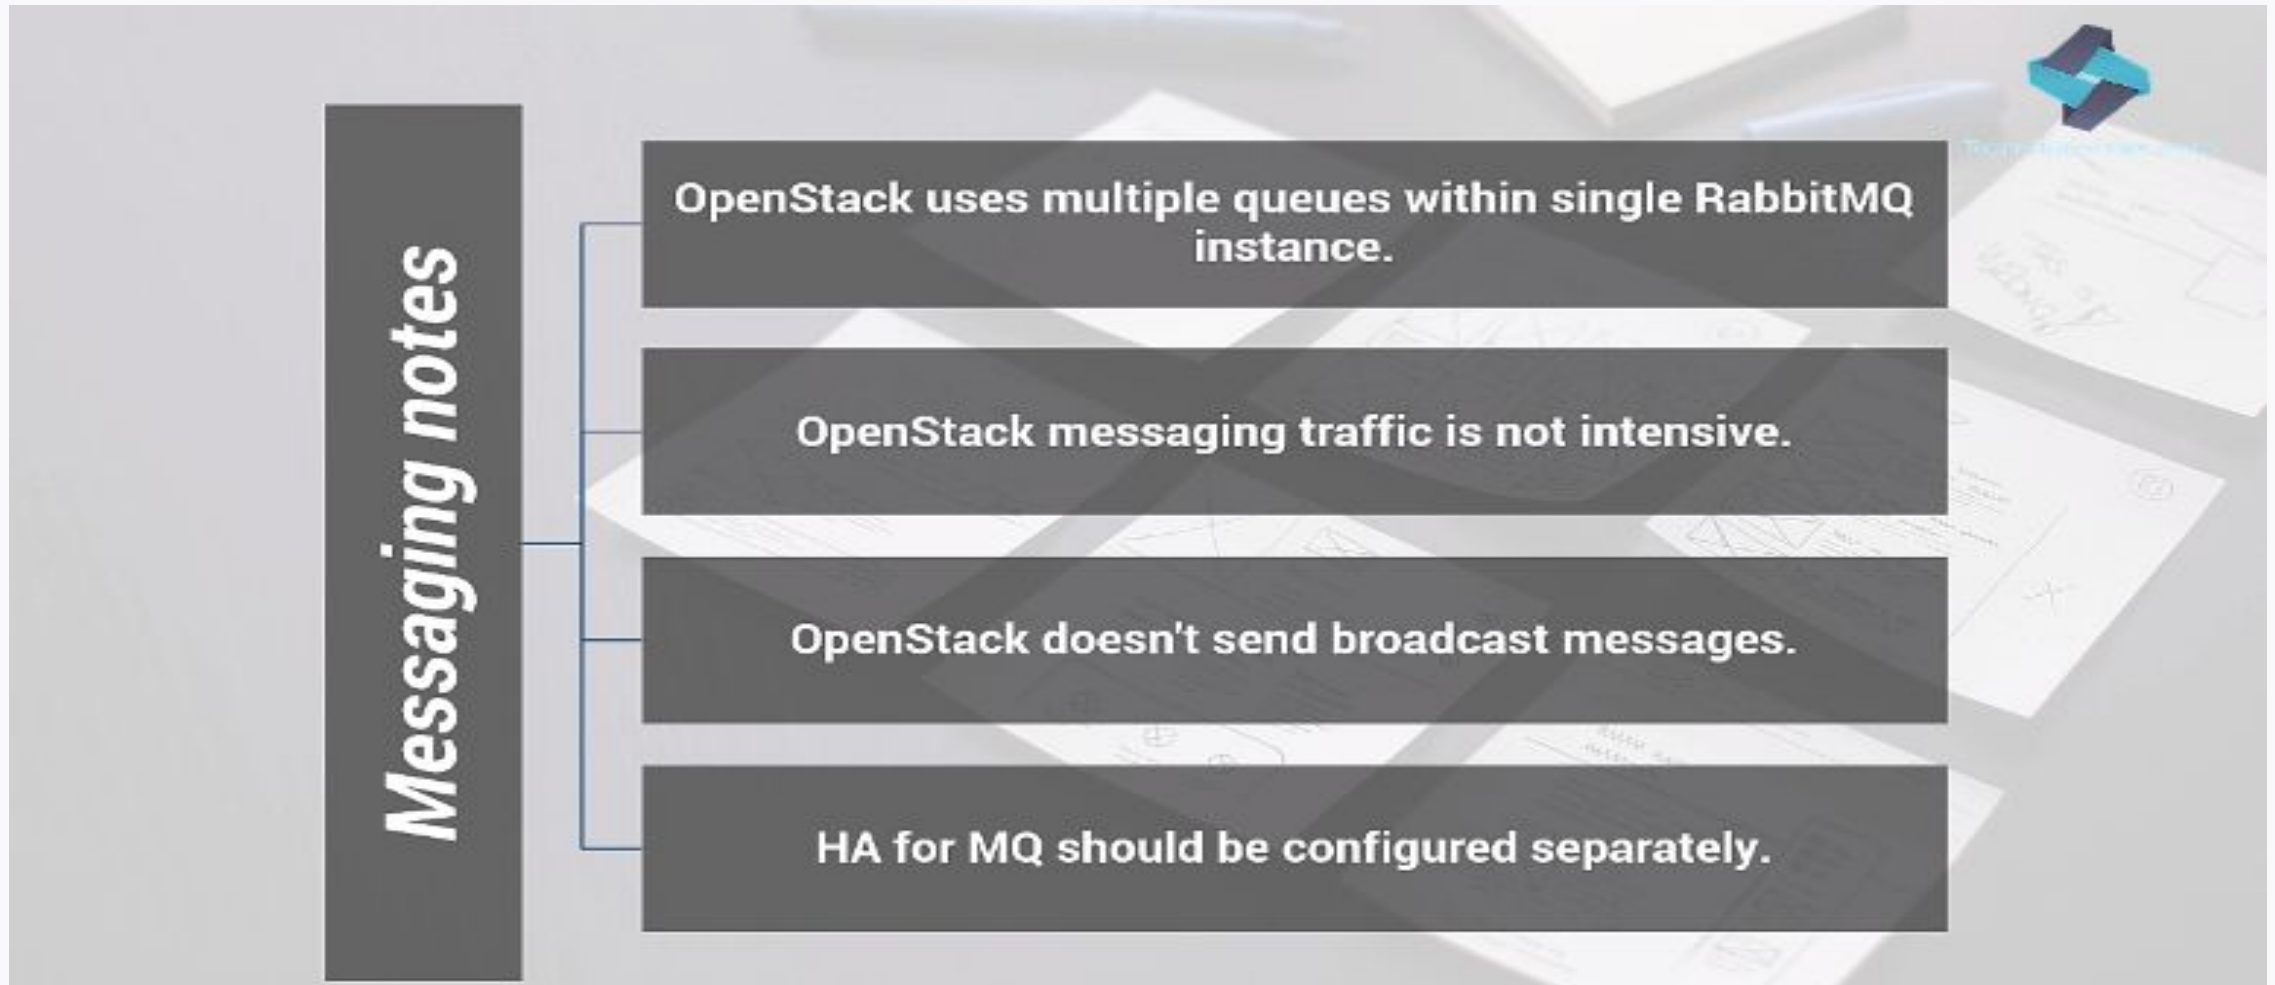 Messaging notes
OpenStack uses multiple queues within single RabbitMQ
instance.
OpenStack messaging traffic is not intensive.
OpenStack doesn't send broadcast messages.
HA for MQ should be configured separately.